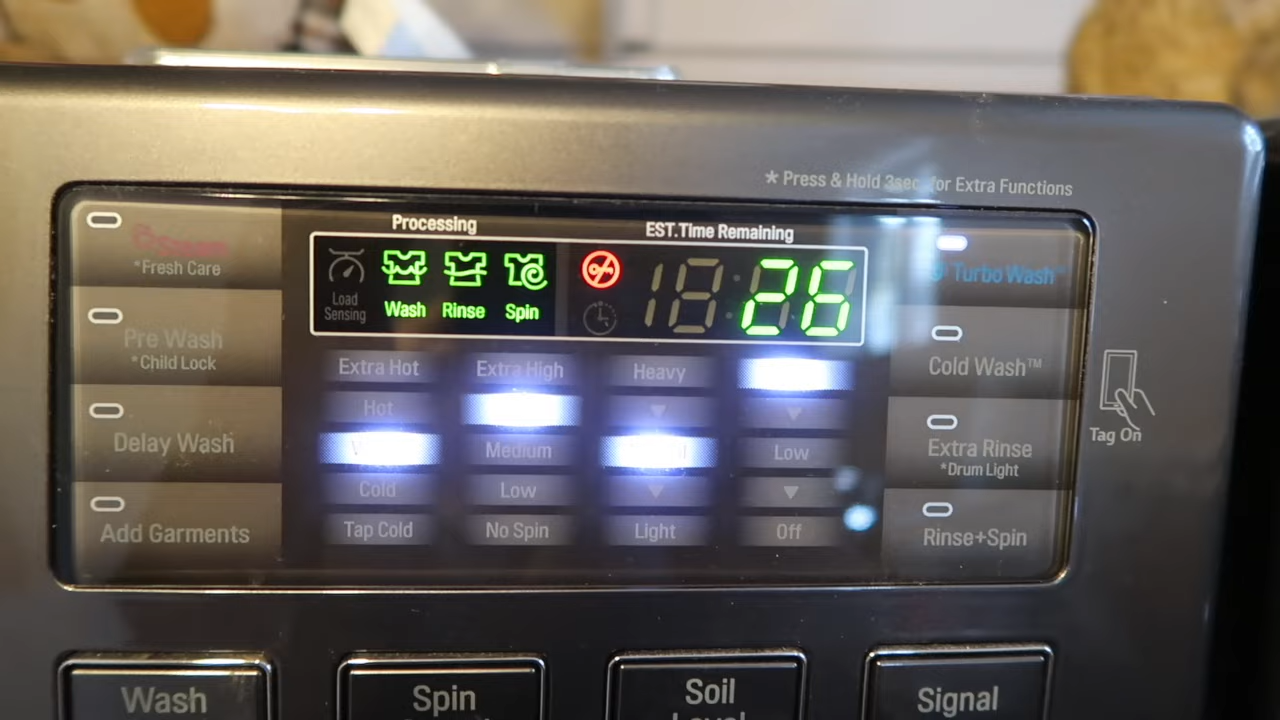 * Press & Hold 3sec. for Extra Functions
Processing
EST.Time Remaining
Load
Sensing
Wash
Rinse
Spin
26
Steam
*Fresh Care
Pre Wash
*Child Lock
Delay Wash
Add Garments
Extra Hot
Hot
Cold
Tap Cold
Extra High
Medium
Low
No Spin
Heavy
Light
Low
Off
Turbo Wash™
Cold Wash™
Extra Rinse
*Drum Light
Rinse+Spin
Tag On
Wash
Spin
Soil
Level
Signal